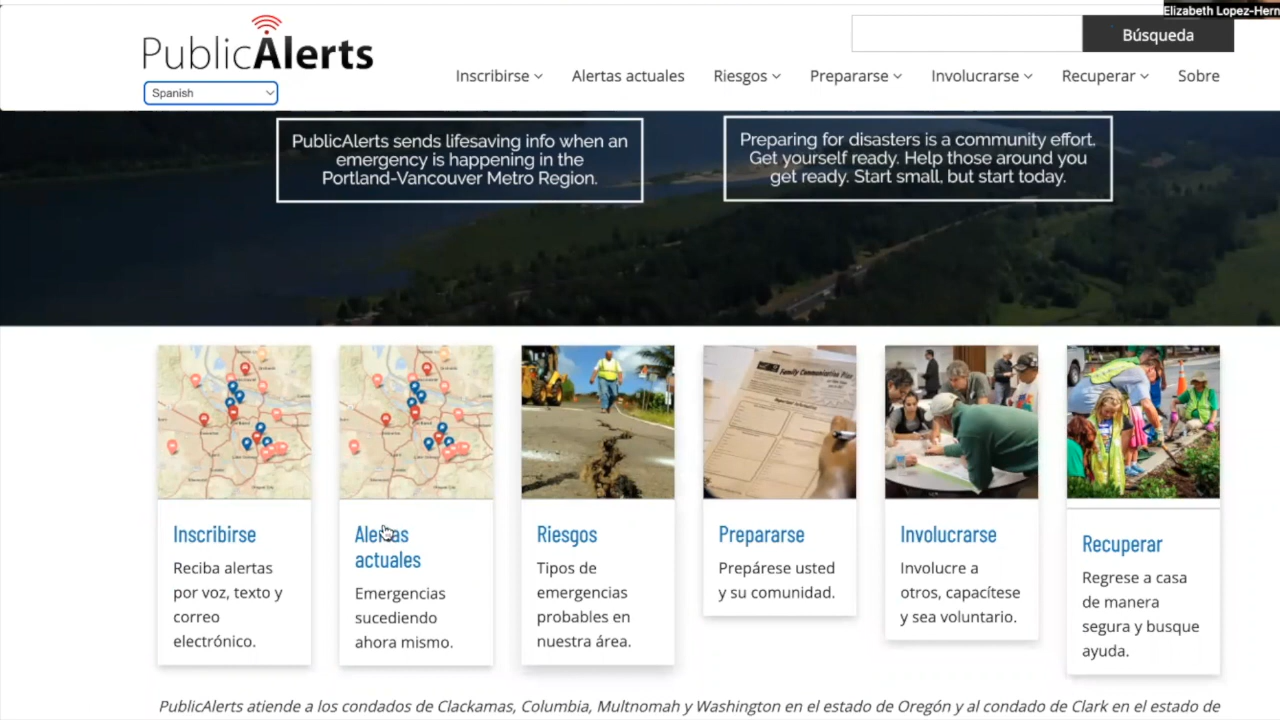 Elizabeth Lopez-Hern
PublicAlerts
Búsqueda
Spanish
Inscribirse
Alertas actuales
Riesgos
Prepararse
Involucrarse
Recuperar
Sobre
PublicAlerts sends lifesaving info when an
emergency is happening in the
Portland-Vancouver Metro Region.
Preparing for disasters is a community effort.
Get yourself ready. Help those around you
get ready. Start small, but start today.
Family Communication Plan
Inscribirse
Reciba alertas
por voz, texto y
correo
electrónico.
Alertas
actuales
Emergencias
sucediendo
ahora mismo.
Riesgos
Tipos de
emergencias
probables en
nuestra área.
Prepararse
Prepárese usted
y su comunidad.
Involucrarse
Involucre a
otros, capacítese
y sea voluntario.
Recuperar
Regrese a casa
de manera
segura y busque
ayuda.
PublicAlerts atiende a los condados de Clackamas, Columbia, Multnomah y Washington en el estado de Oregón y al condado de Clark en el estado de